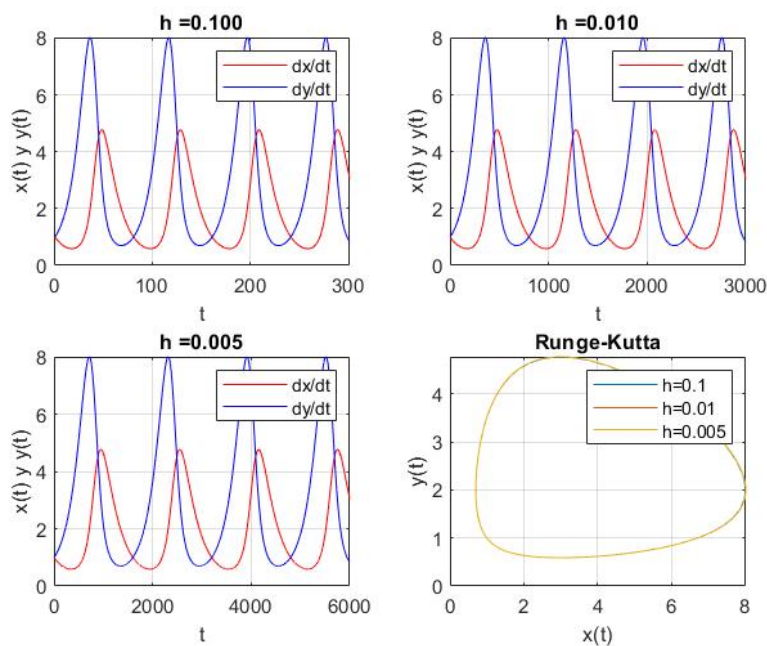 h =0.100
8
6
4
2
0
x(t) y y(t)
dx/dt
dy/dt
0 100 200 300
t
h =0.010
8
6
4
2
0
x(t) y y(t)
dx/dt
dy/dt
0 1000 2000 3000
t
h =0.005
8
6
4
2
0
x(t) y y(t)
dx/dt
dy/dt
0 2000 4000 6000
t
Runge-Kutta
4
3
2
1
0
y(t)
h=0.1
h=0.01
h=0.005
0 2 4 6 8
x(t)